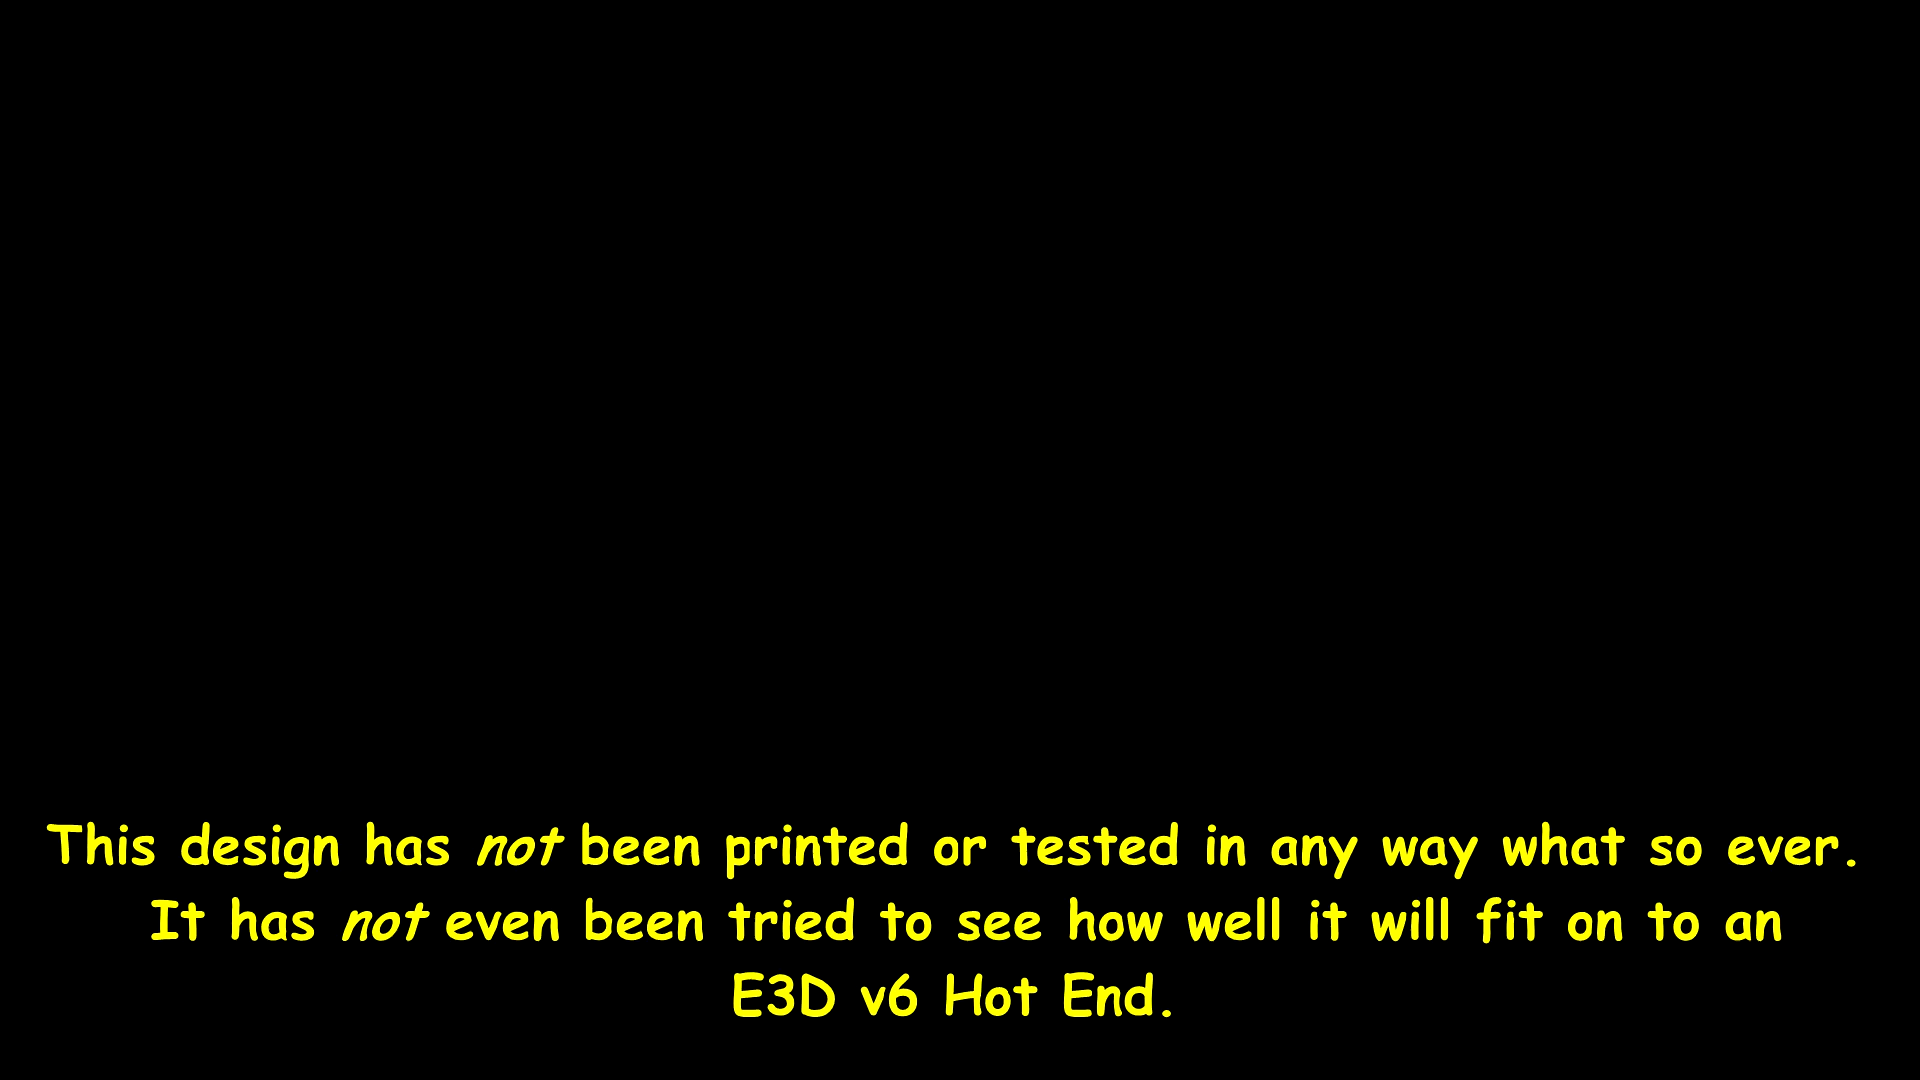 This design has not been printed or tested in any way what so ever.
It has not even been tried to see how well it will fit on to an
E3D v6 Hot End.